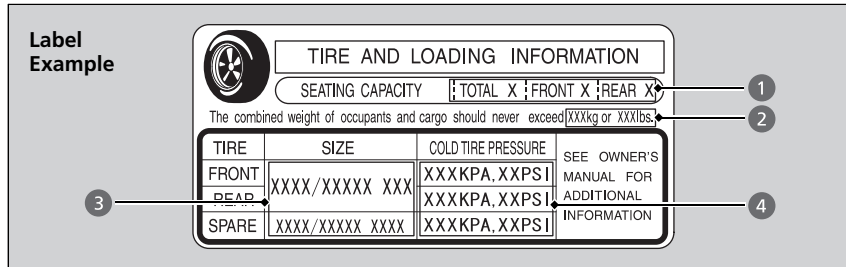 Label
Example
TIRE AND LOADING INFORMATION
SEATING CAPACITY TOTAL X FRONT X REAR X
1
The combined weight of occupants and cargo should never exceed XXXkg or XXXlbs.
2
TIRE SIZE COLD TIRE PRESSURE
SEE OWNER'S
MANUAL FOR
ADDITIONAL
INFORMATION
FRONT XXXX/XXXXX XXX XXXKPA,XXPSI
3
REAR XXXKPA,XXPSI
4
SPARE XXXX/XXXXX XXXX XXXKPA,XXPSI